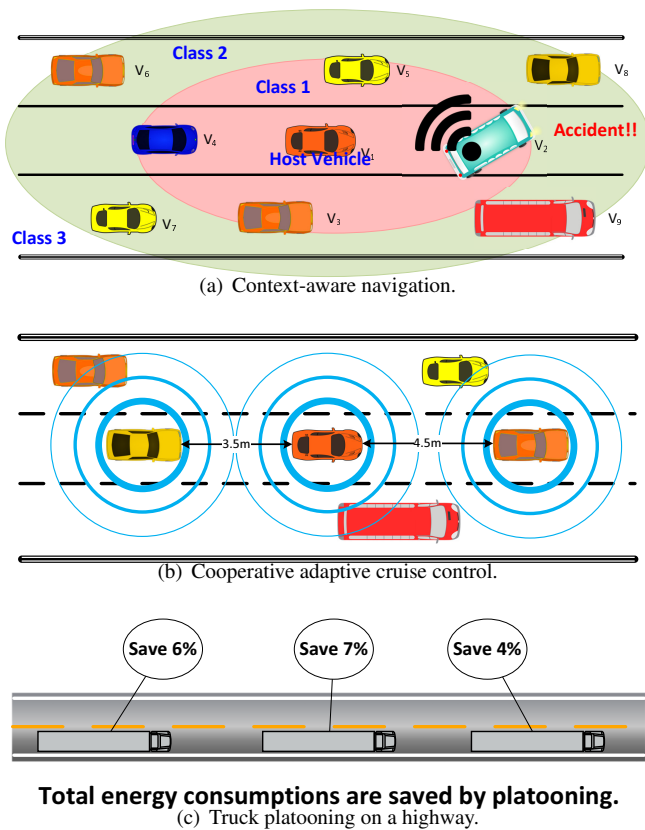 Class 2
V6
V5
V8
Class 1
Accident!!
V4
V1
Host Vehicle
V2
V7
V3
V9
Class 3
(a) Context-aware navigation.
3.5m
4.5m
(b) Cooperative adaptive cruise control.
Save 6%
Save 7%
Save 4%
Total energy consumptions are saved by platooning.
(c) Truck platooning on a highway.